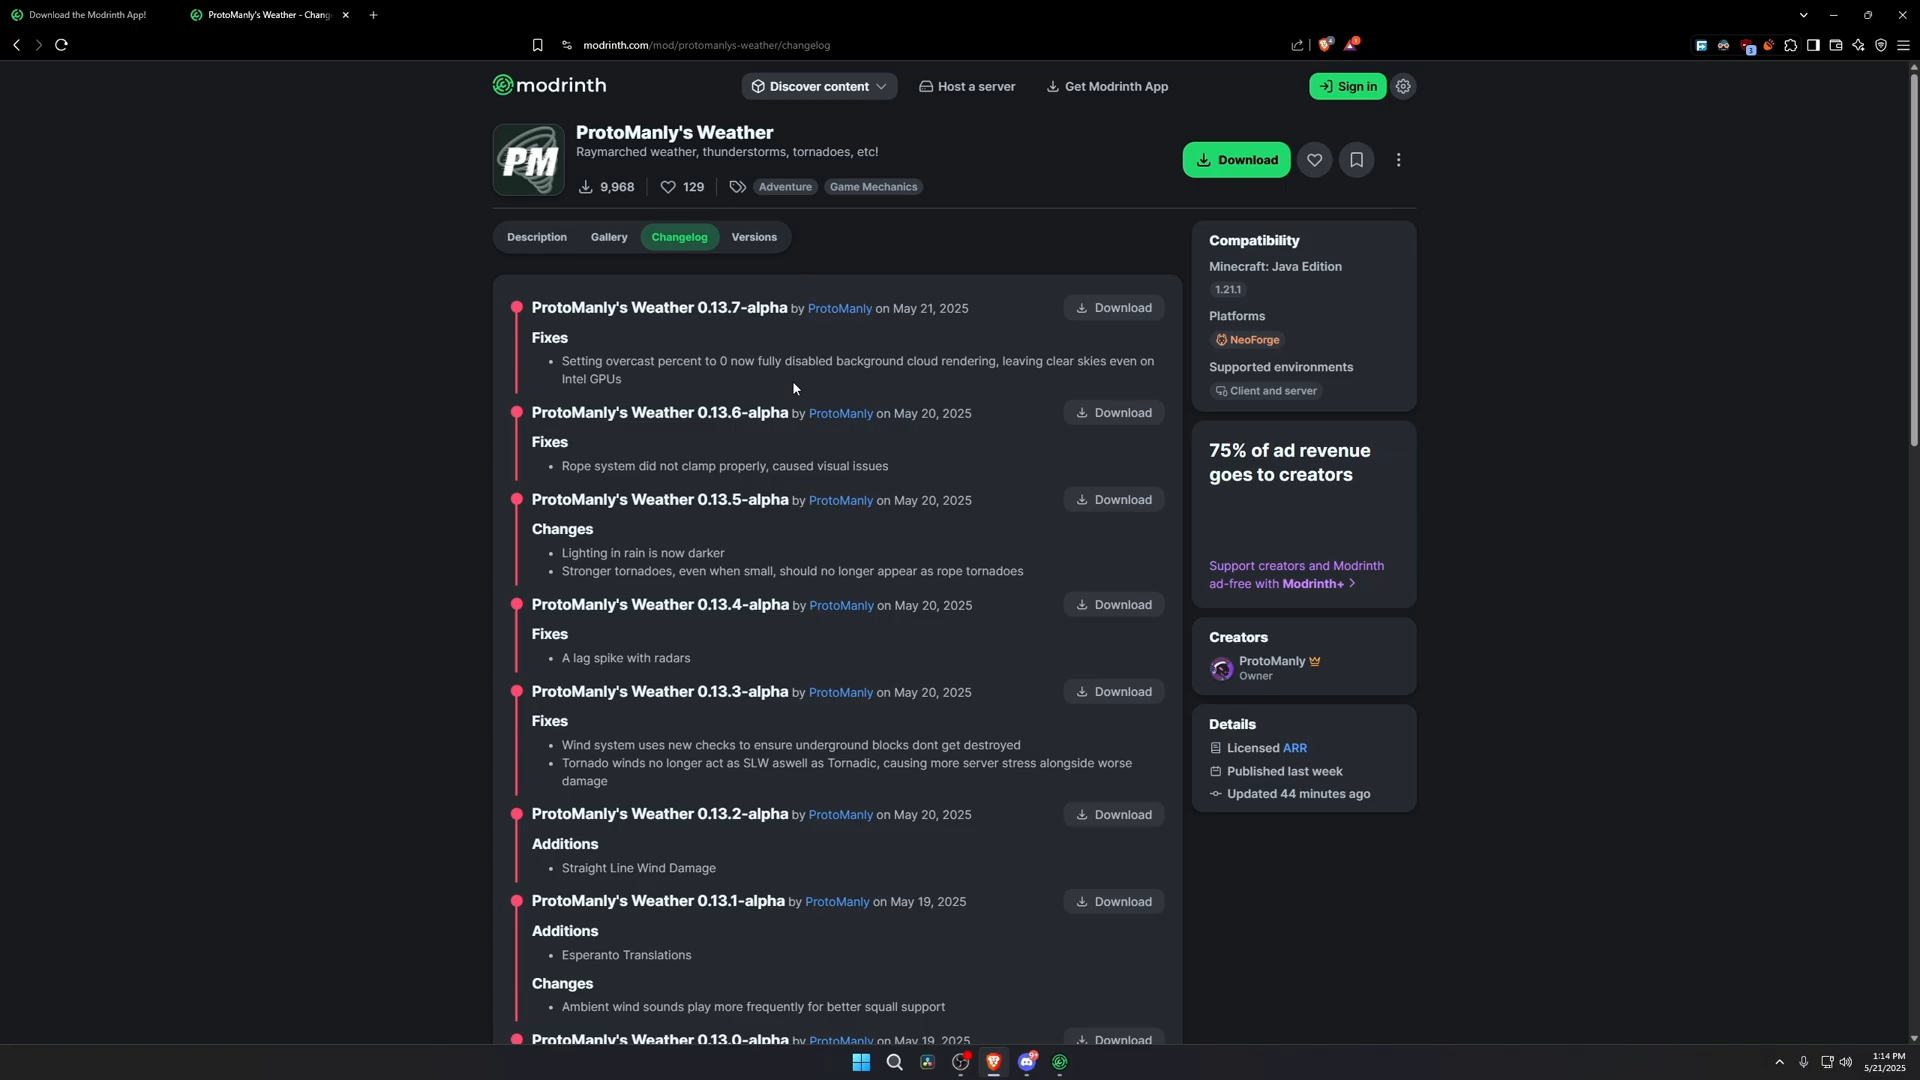 Download the Modrinth App!
ProtoManly's Weather - Chang
modrinth.com/mod/protomanlys-weather/changelog
modrinth
Discover content
Host a server
Get Modrinth App
Sign in
PM
ProtoManly's Weather
Raymarched weather, thunderstorms, tornadoes, etc!
9,968
129
Adventure
Game Mechanics
Download
Description
Gallery
Changelog
Versions
ProtoManly's Weather 0.13.7-alpha by ProtoManly on May 21, 2025
Download
Fixes
• Setting overcast percent to 0 now fully disabled background cloud rendering, leaving clear skies even on
Intel GPUs
ProtoManly's Weather 0.13.6-alpha by ProtoManly on May 20, 2025
Download
Fixes
• Rope system did not clamp properly, caused visual issues
ProtoManly's Weather 0.13.5-alpha by ProtoManly on May 20, 2025
Download
Changes
• Lighting in rain is now darker
• Stronger tornadoes, even when small, should no longer appear as rope tornadoes
ProtoManly's Weather 0.13.4-alpha by ProtoManly on May 20, 2025
Download
Fixes
• A lag spike with radars
ProtoManly's Weather 0.13.3-alpha by ProtoManly on May 20, 2025
Download
Fixes
• Wind system uses new checks to ensure underground blocks dont get destroyed
• Tornado winds no longer act as SLW aswell as Tornadic, causing more server stress alongside worse
damage
ProtoManly's Weather 0.13.2-alpha by ProtoManly on May 20, 2025
Download
Additions
• Straight Line Wind Damage
ProtoManly's Weather 0.13.1-alpha by ProtoManly on May 19, 2025
Download
Additions
• Esperanto Translations
Changes
• Ambient wind sounds play more frequently for better squall support
ProtoManly's Weather 0.13.0-alpha by ProtoManly on May 19, 2025
Download
Compatibility
Minecraft: Java Edition
1.21.1
Platforms
NeoForge
Supported environments
Client and server
75% of ad revenue
goes to creators
Support creators and Modrinth
ad-free with Modrinth+
Creators
ProtoManly
Owner
Details
Licensed ARR
Published last week
Updated 44 minutes ago
1:14 PM
5/21/2025